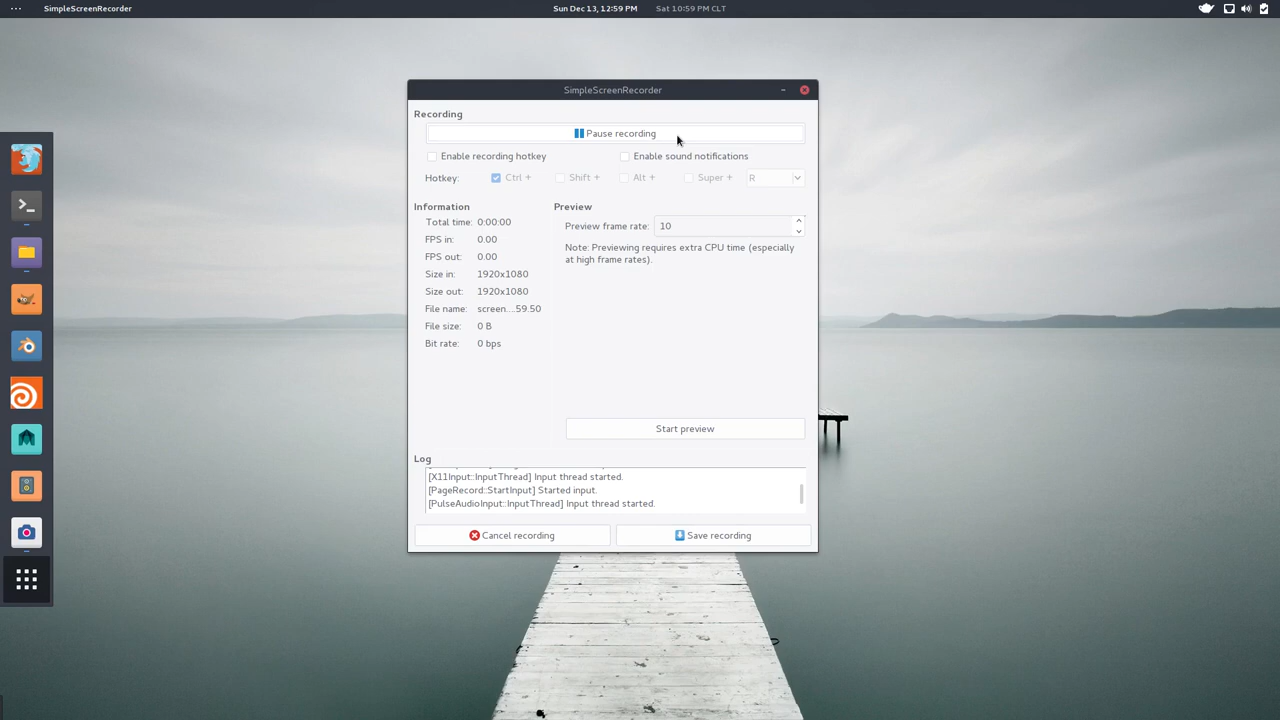 SimpleScreenRecorder
Sun Dec 13, 12:59 PM
Sat 10:59 PM CLT
SimpleScreenRecorder
Recording
Pause recording
Enable recording hotkey
Enable sound notifications
Hotkey:
Ctrl +
Shift +
Alt +
Super +
R
Information
Total time: 0:00:00
FPS in: 0.00
FPS out: 0.00
Size in: 1920x1080
Size out: 1920x1080
File name: screen....59.50
File size: 0 B
Bit rate: 0 bps
Preview
Preview frame rate: 10
Note: Previewing requires extra CPU time (especially
at high frame rates).
Start preview
Log
[X11Input::InputThread] Input thread started.
[PageRecord::StartInput] Started input.
[PulseAudioInput::InputThread] Input thread started.
Cancel recording
Save recording